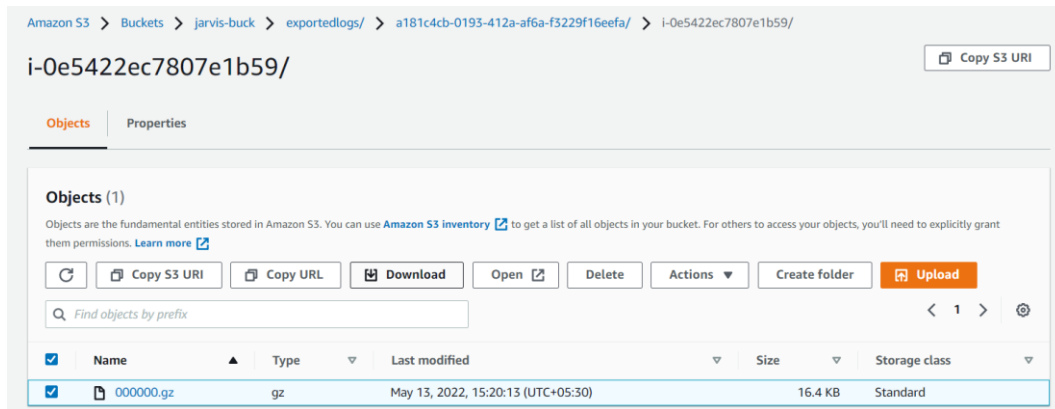 Amazon S3 > Buckets > jarvis-buck > exportedlogs/ > a181c4cb-0193-412a-af6a-f3229f16eefa/ > i-0e5422ec7807e1b59/
i-0e5422ec7807e1b59/
Copy S3 URI
Objects Properties
Objects (1)
Objects are the fundamental entities stored in Amazon S3. You can use Amazon S3 inventory to get a list of all objects in your bucket. For others to access your objects, you'll need to explicitly grant
them permissions. Learn more
Copy S3 URI Copy URL Download Open Delete Actions Create folder Upload
Find objects by prefix
< 1 >
Name Type Last modified Size Storage class
000000.gz gz May 13, 2022, 15:20:13 (UTC+05:30) 16.4 KB Standard